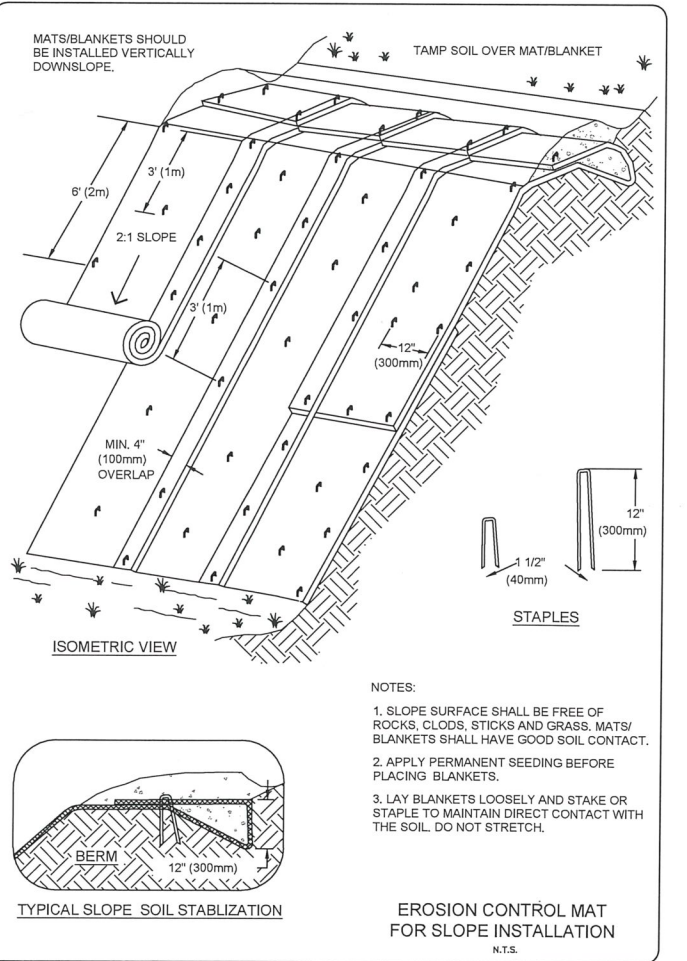 MATS/BLANKETS SHOULD
BE INSTALLED VERTICALLY
DOWNSLOPE.
TAMP SOIL OVER MAT/BLANKET
6' (2m)
3' (1m)
2:1 SLOPE
3' (1m)
12"
(300mm)
MIN. 4"
(100mm)
OVERLAP
12"
(300mm)
1 1/2"
(40mm)
STAPLES
ISOMETRIC VIEW
NOTES:
1. SLOPE SURFACE SHALL BE FREE OF
ROCKS, CLODS, STICKS AND GRASS. MATS/
BLANKETS SHALL HAVE GOOD SOIL CONTACT.
2. APPLY PERMANENT SEEDING BEFORE
PLACING BLANKETS.
3. LAY BLANKETS LOOSELY AND STAKE OR
STAPLE TO MAINTAIN DIRECT CONTACT WITH
THE SOIL. DO NOT STRETCH.
BERM
12" (300mm)
TYPICAL SLOPE SOIL STABLIZATION
EROSION CONTROL MAT
FOR SLOPE INSTALLATION
N.T.S.